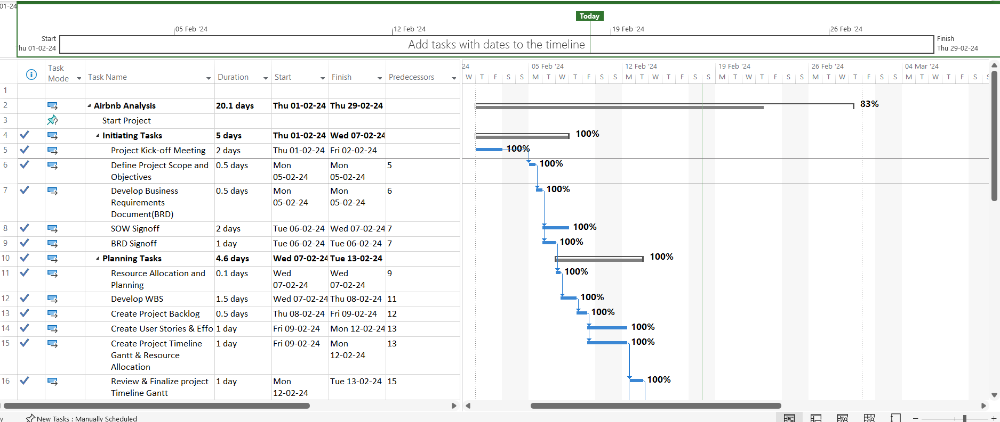 01-24
Today
05 Feb '24 12 Feb '24 19 Feb '24 26 Feb '24
Start
Thu 01-02-24
Add tasks with dates to the timeline
Finish
Thu 29-02-24
Task Mode Task Name Duration Start Finish Predecessors
24 05 Feb '24 12 Feb '24 19 Feb '24 26 Feb '24 04 Mar '24
W T F S S M T W T F S S M T W T F S S M T W T F S S M T W T F S S M T W T F S S
1
2 Airbnb Analysis 20.1 days Thu 01-02-24 Thu 29-02-24 83%
3 Start Project
4 Initiating Tasks 5 days Thu 01-02-24 Wed 07-02-24 100%
5 Project Kick-off Meeting 2 days Thu 01-02-24 Fri 02-02-24 100%
6 Define Project Scope and 0.5 days Mon Mon 5 100%
Objectives 05-02-24 05-02-24
7 Develop Business 0.5 days Mon Mon 6 100%
Requirements 05-02-24 05-02-24
Document(BRD)
8 SOW Signoff 2 days Tue 06-02-24 Wed 07-02-24 7 100%
9 BRD Signoff 1 day Tue 06-02-24 Tue 06-02-24 7 100%
10 Planning Tasks 4.6 days Wed 07-02-24 Tue 13-02-24 100%
11 Resource Allocation and 0.1 days Wed Wed 9 100%
Planning 07-02-24 07-02-24
12 Develop WBS 1.5 days Wed 07-02-24 Thu 08-02-24 11 100%
13 Create Project Backlog 0.5 days Thu 08-02-24 Fri 09-02-24 12 100%
14 Create User Stories & Effo 1 day Fri 09-02-24 Mon 12-02-24 13 100%
15 Create Project Timeline 1 day Fri 09-02-24 Mon 13 100%
Gantt & Resource 12-02-24
Allocation
16 Review & Finalize project 1 day Mon Tue 13-02-24 15 100%
Timeline Gantt 12-02-24
y New Tasks : Manually Scheduled